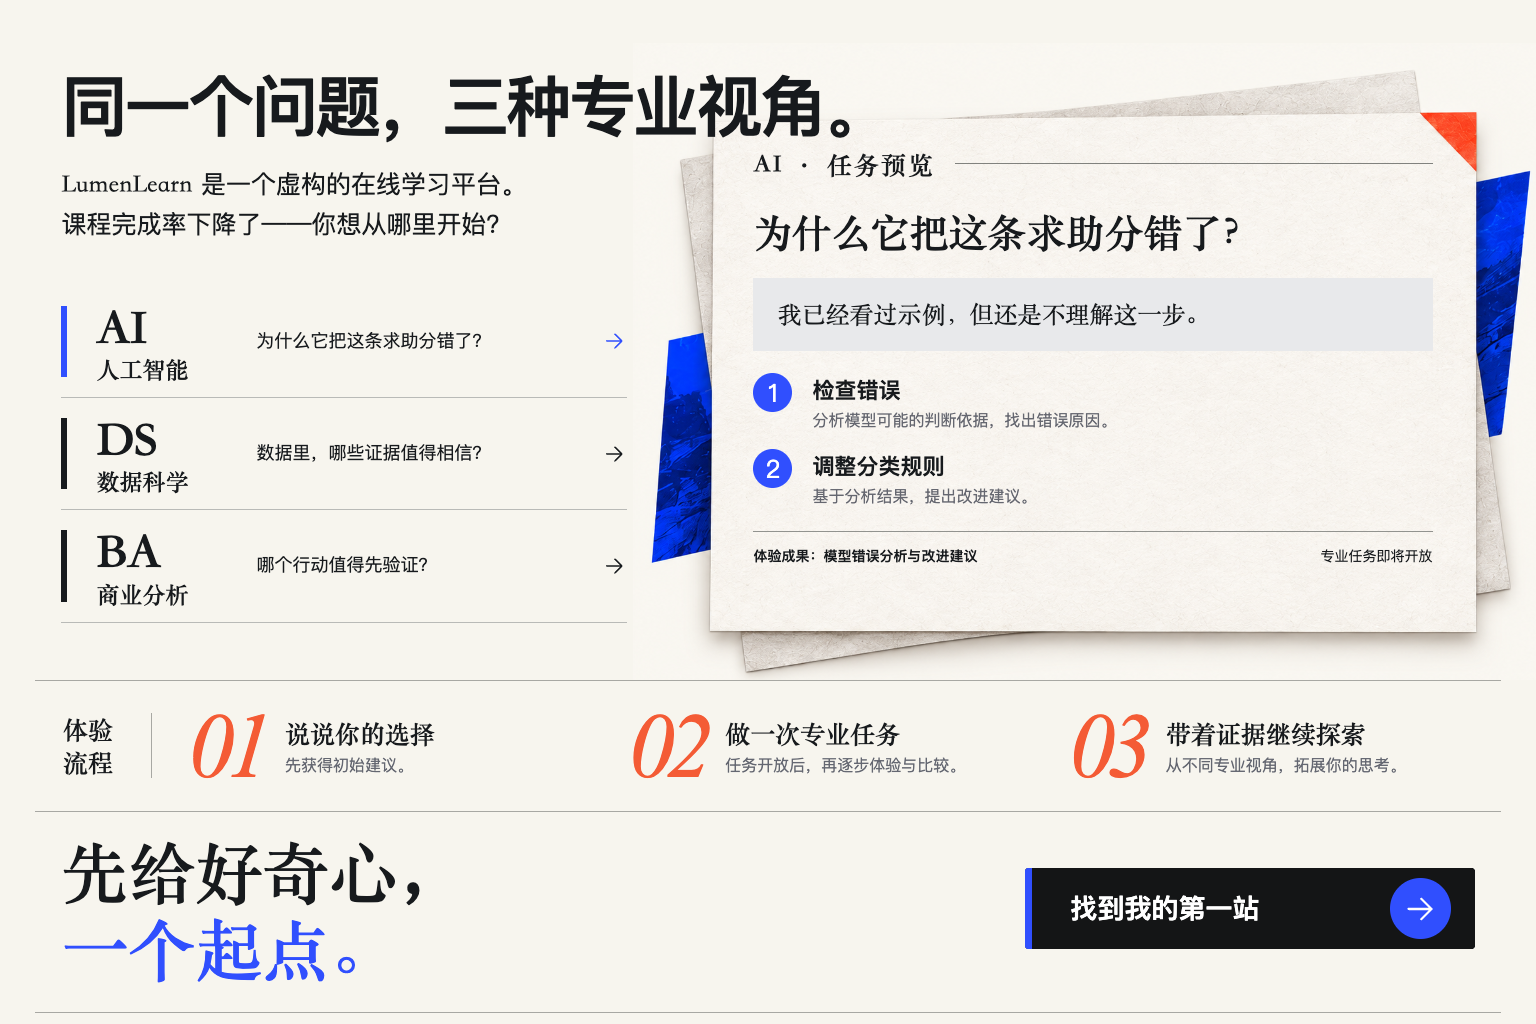 同一个问题，三种专业视角。
LumenLearn 是一个虚构的在线学习平台。
课程完成率下降了——你想从哪里开始？
AI
人工智能
为什么它把这条求助分错了？
DS
数据科学
数据里，哪些证据值得相信？
BA
商业分析
哪个行动值得先验证？
AI · 任务预览
为什么它把这条求助分错了？
我已经看过示例，但还是不理解这一步。
1 检查错误
分析模型可能的判断依据，找出错误原因。
2 调整分类规则
基于分析结果，提出改进建议。
体验成果：模型错误分析与改进建议
专业任务即将开放
体验
流程
01 说说你的选择
先获得初始建议。
02 做一次专业任务
任务开放后，再逐步体验与比较。
03 带着证据继续探索
从不同专业视角，拓展你的思考。
先给好奇心，
一个起点。
找到我的第一站